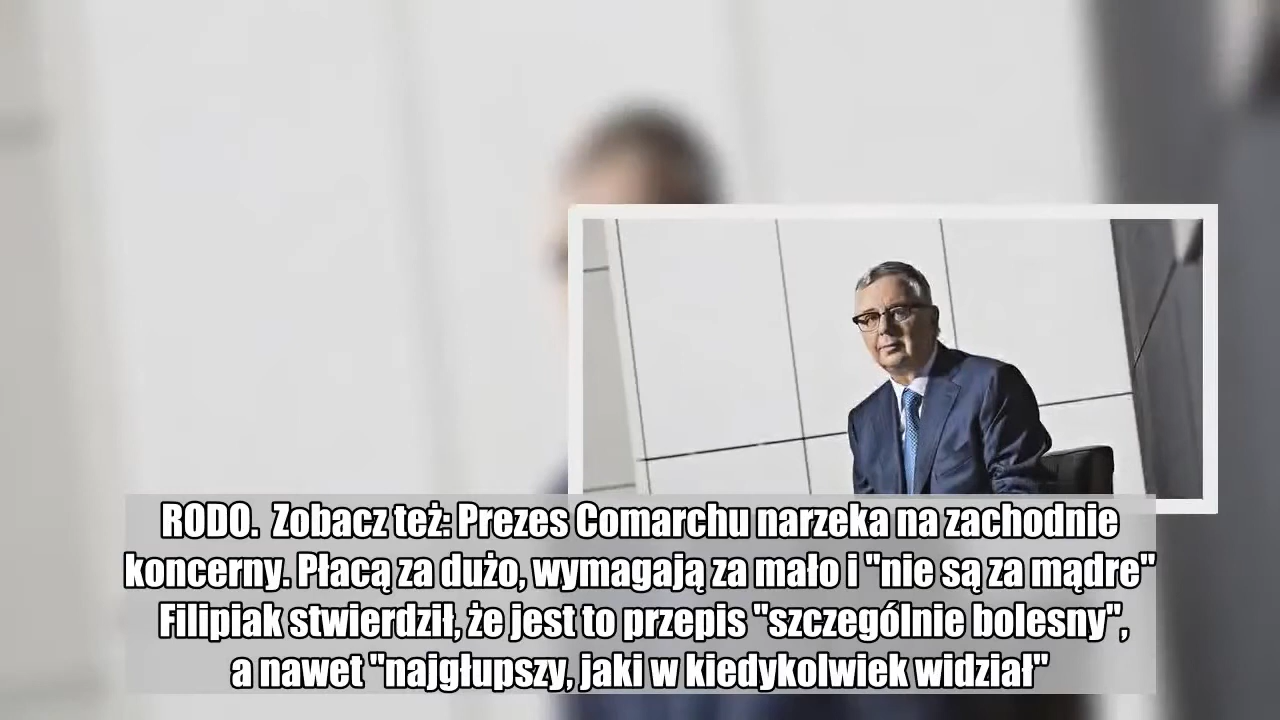 RODO.  Zobacz też: Prezes Comarchu narzeka na zachodnie
koncerny. Płacą za dużo, wymagają za mało i "nie są za mądre"
Filipiak stwierdził, że jest to przepis "szczególnie bolesny",
a nawet "najgłupszy, jaki w kiedykolwiek widział"